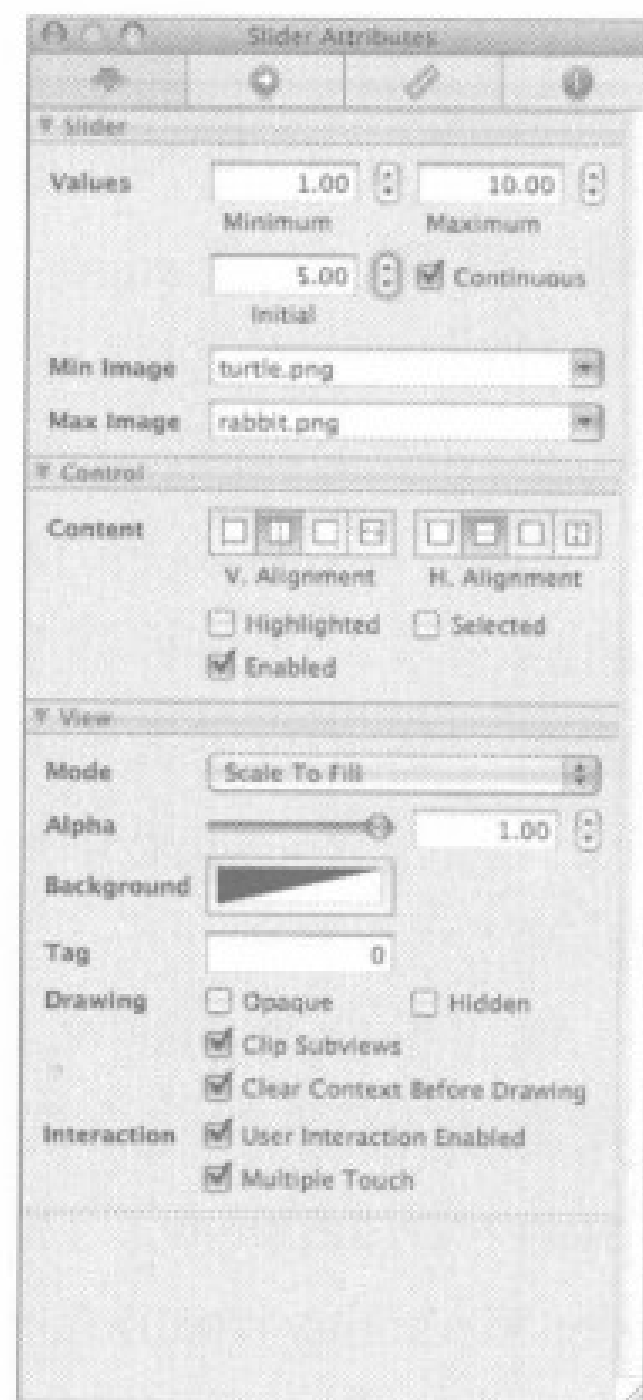 Slider Attributes
Slider
Values 1.00 10.00
Minimum Maximum
5.00 Continuous
Initial
Min Image turtle.png
Max Image rabbit.png
Control
Content
V. Alignment H. Alignment
Highlighted Selected
Enabled
View
Mode Scale To Fill
Alpha 1.00
Background
Tag 0
Drawing Opaque Hidden
Clip Subviews
Clear Context Before Drawing
Interaction User Interaction Enabled
Multiple Touch